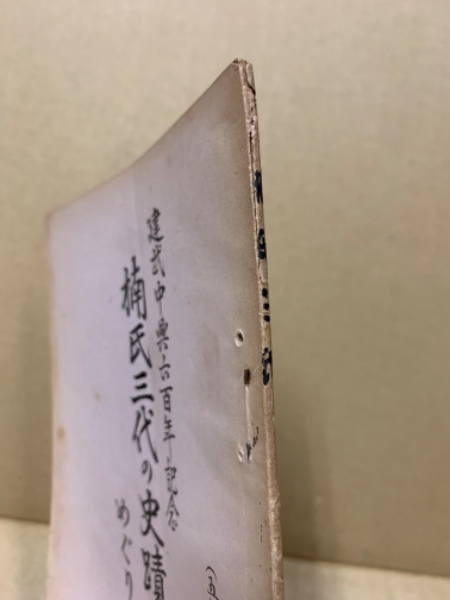 建武中興六百年記念
楠氏三代の史蹟
めぐり